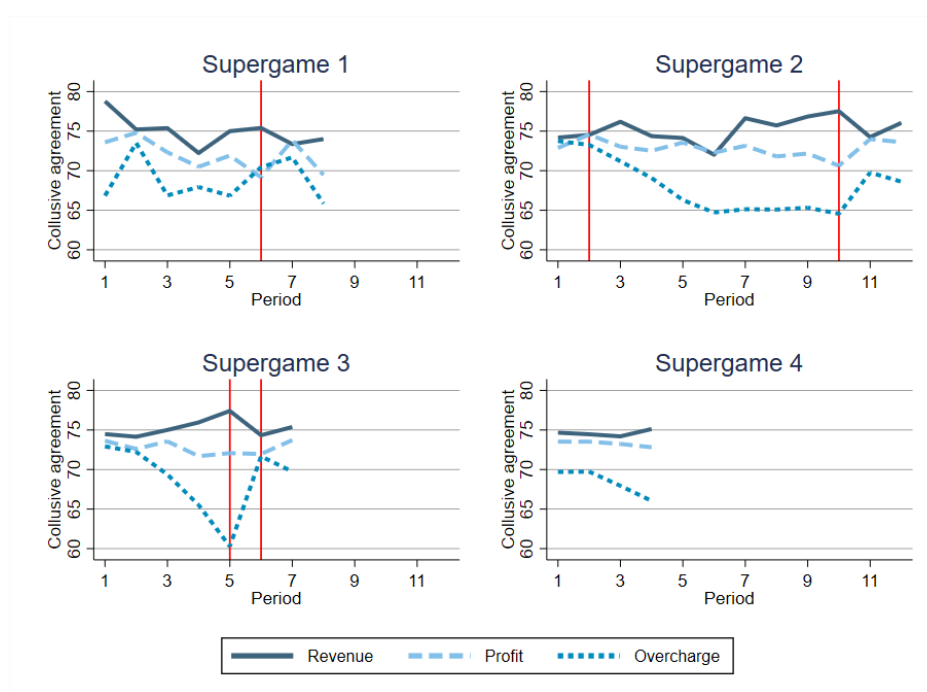 Supergame 1
Collusive agreement
80
75
70
65
60
1 3 5 7 9 11
Period
Supergame 2
Collusive agreement
80
75
70
65
60
1 3 5 7 9 11
Period
Supergame 3
Collusive agreement
80
75
70
65
60
1 3 5 7 9 11
Period
Supergame 4
Collusive agreement
80
75
70
65
60
1 3 5 7 9 11
Period
Revenue Profit Overcharge